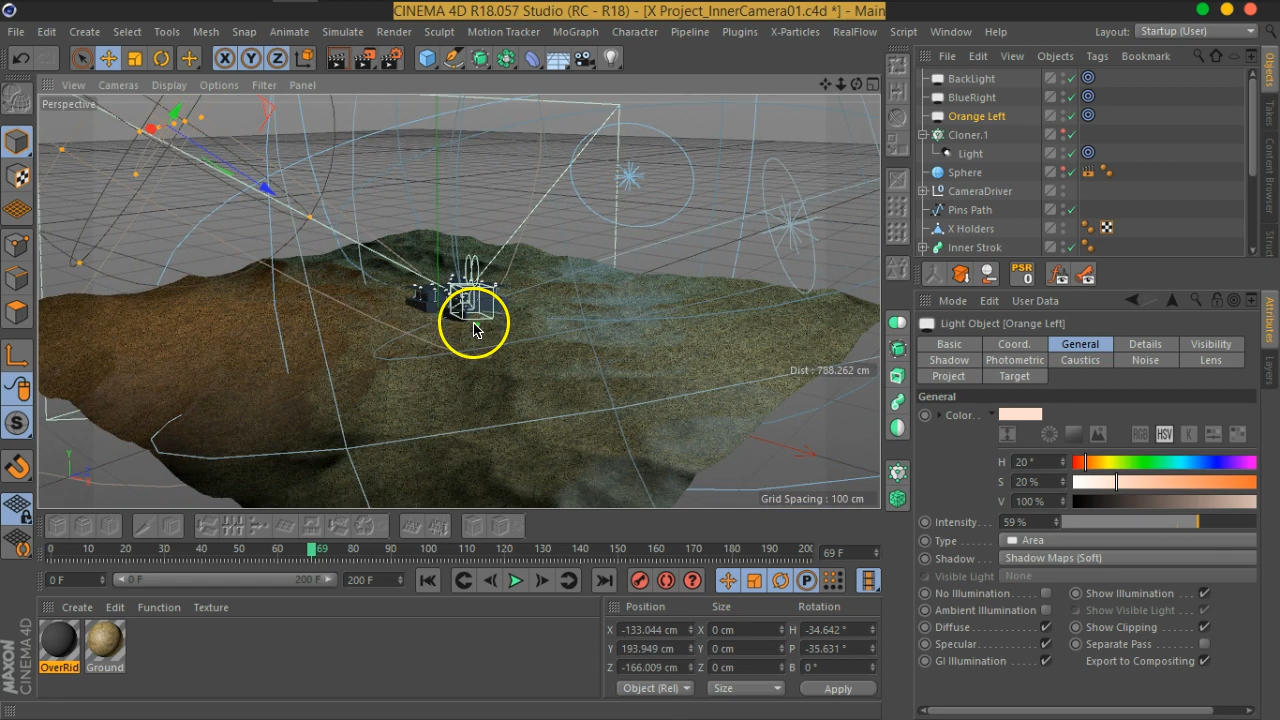 CINEMA 4D R18.057 Studio (RC - R18) - [X Project_InnerCamera01.c4d *] - Main
File Edit Create Select Tools Mesh Snap Animate Simulate Render Sculpt Motion Tracker MoGraph Character Pipeline Plugins X-Particles RealFlow Script Window Help Layout: Startup (User)
X Y Z
File Edit View Objects Tags Bookmark
View Cameras Display Options Filter Panel
Perspective
BackLight
BlueRight
Orange Left
Cloner.1
Light
Sphere
CameraDriver
Pins Path
X Holders
Inner Strok
Objects
Takes
Content Browser
Struct
PSR
0
Mode Edit User Data
Light Object [Orange Left]
Basic Coord. General Details Visibility
Shadow Photometric Caustics Noise Lens
Project Target
Attributes
Layers
General
Color. .
RGB HSV K
H 20 °
S 20 %
V 100 %
Intensity. . . 59 %
Type . . . . . Area
Shadow. . . Shadow Maps (Soft)
Visible Light None
No Illumination Show Illumination
Ambient Illumination Show Visible Light
Diffuse Show Clipping
Specular Separate Pass
GI Illumination Export to Compositing
Dist : 788.262 cm
Grid Spacing : 100 cm
Y
0 10 20 30 40 50 60 69 80 90 100 110 120 130 140 150 160 170 180 190 200 69 F
0 F 0 F 200 F 200 F
P
Create Edit Function Texture
OverRid Ground
Position Size Rotation
X -133.044 cm X 0 cm H -34.642 °
Y 193.949 cm Y 0 cm P -35.631 °
Z -166.009 cm Z 0 cm B 0 °
Object (Rel) Size Apply
MAXON
CINEMA 4D